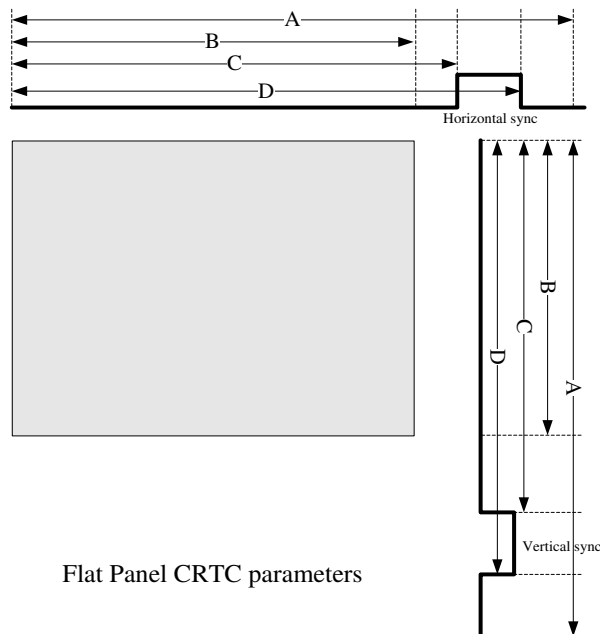 A
B
C
D
Horizontal sync
B
C
D
A
Vertical sync
Flat Panel CRTC parameters